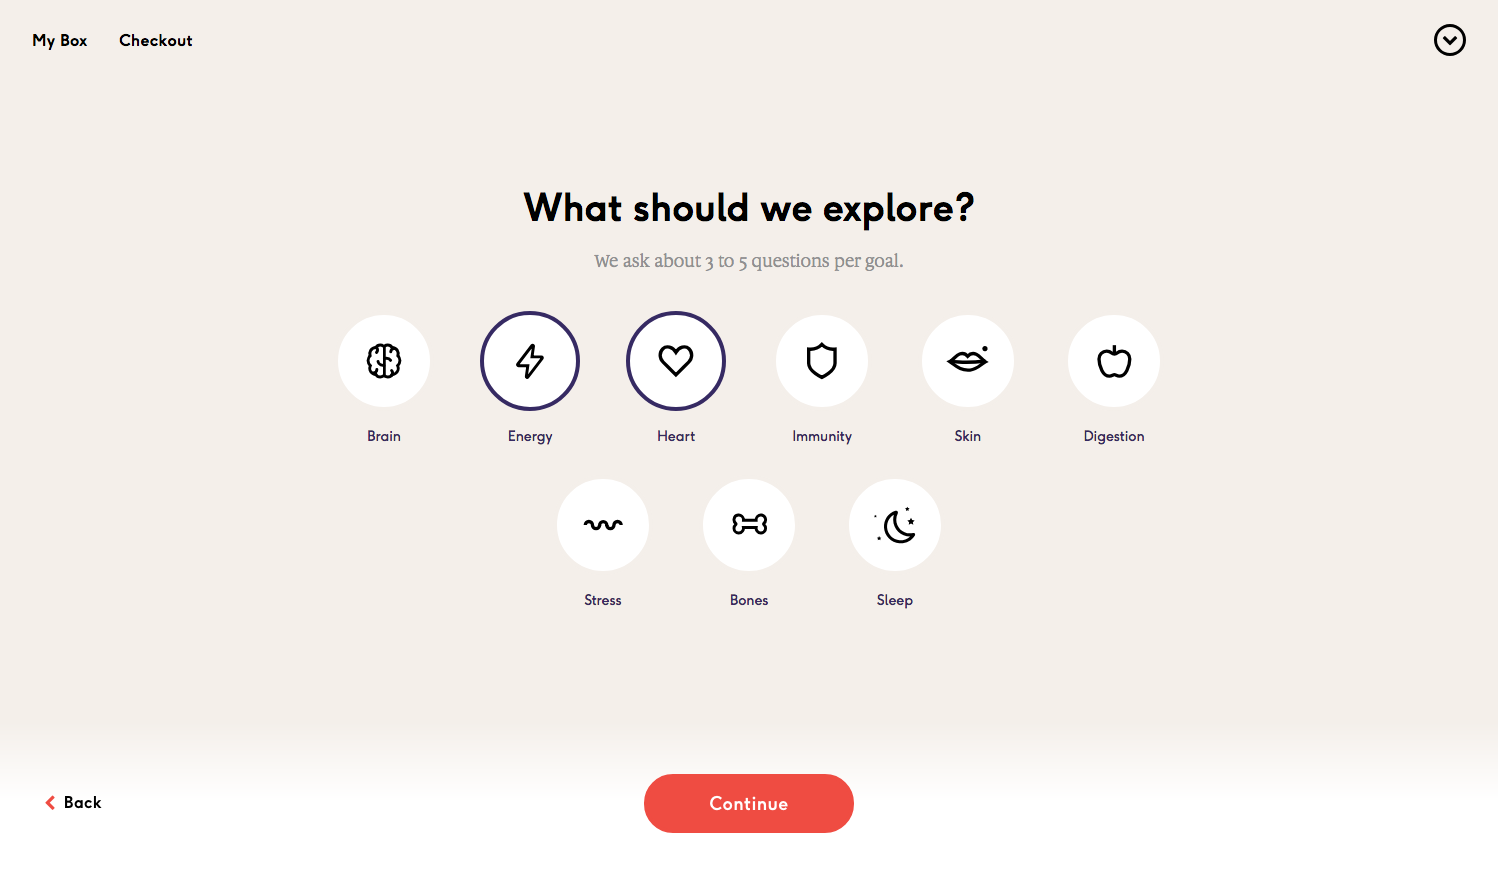 My Box Checkout
What should we explore?
We ask about 3 to 5 questions per goal.
Brain Energy Heart Immunity Skin Digestion
Stress Bones Sleep
Back Continue